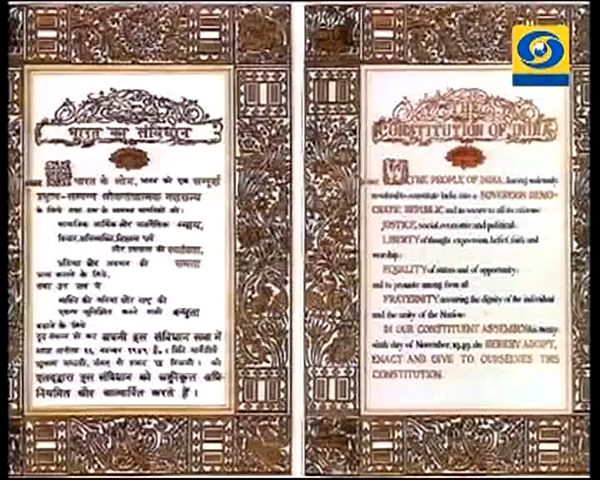 भारत का संविधान
भारत के लोग, भारत को एक सम्पूर्ण
प्रभुत्व-सम्पन्न लोकतंत्रात्मक गणराज्य
के लिये तथा उस के समस्त नागरिकों को:
सामाजिक आर्थिक और राजनैतिक न्याय,
विचार, अभिव्यक्ति, विश्वास, धर्म
और उपासना की स्वतंत्रता,
प्रतिष्ठा और अवसर की समता
प्राप्त कराने के लिये,
तथा उन सब में
व्यक्ति की गरिमा और राष्ट्र की
एकता सुनिश्चित करने वाली बन्धुता
बढ़ाने के लिये
हो कर अपनी इस संविधान सभा में
आज तारीख २६ नवम्बर १९४९ ई०
एतद्द्वारा इस संविधान को अंगीकृत, अधि-
नियमित और आत्मार्पित करते हैं।
THE
CONSTITUTION OF INDIA
WE, THE PEOPLE OF INDIA, having solemnly
resolved to constitute India into a SOVEREIGN DEMO-
CRATIC REPUBLIC and to secure to all its citizens:
JUSTICE, social, economic and political;
LIBERTY of thought, expression, belief, faith and
worship;
EQUALITY of status and of opportunity;
and to promote among them all
FRATERNITY assuring the dignity of the individual
and the unity of the Nation;
IN OUR CONSTITUENT ASSEMBLY this twenty-
sixth day of November, 1949, do HEREBY ADOPT,
ENACT AND GIVE TO OURSELVES THIS
CONSTITUTION.